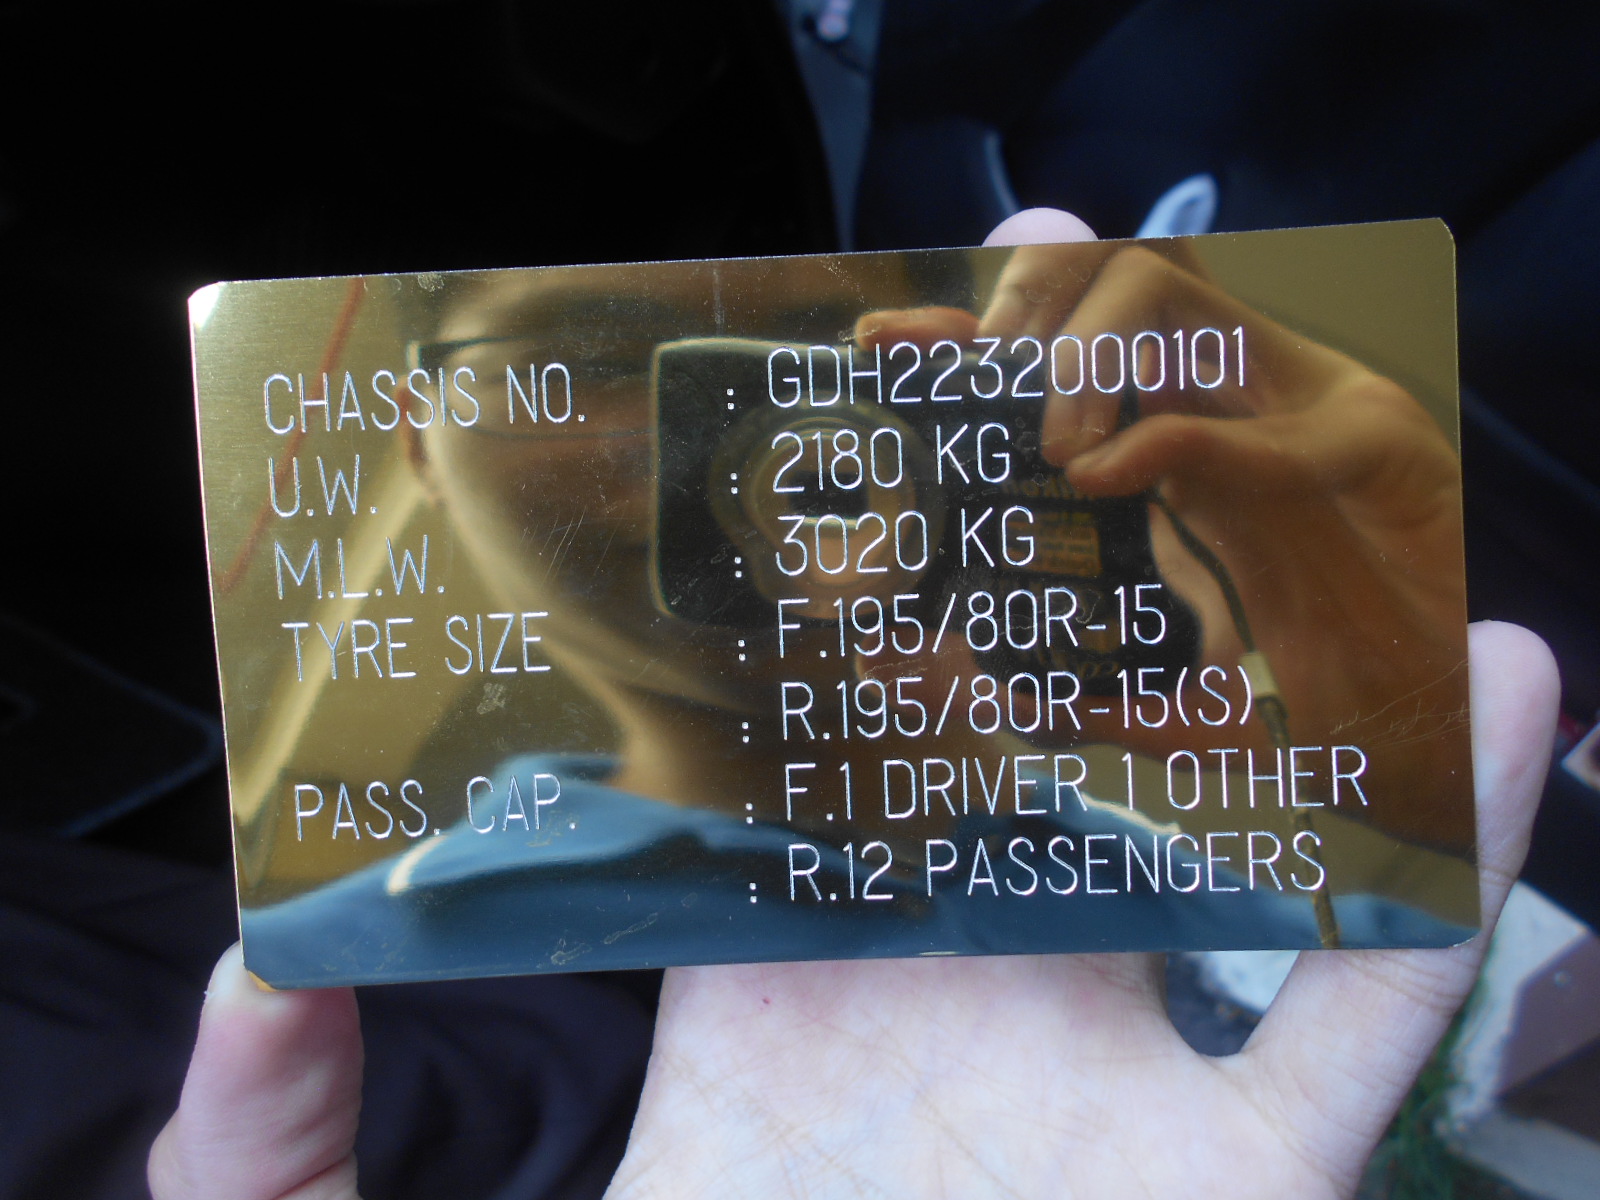 CHASSIS NO. : GDH2232000101
U.W. : 2180 KG
M.L.W. : 3020 KG
TYRE SIZE : F.195/80R-15
: R.195/80R-15(S)
PASS. CAP. : F.1 DRIVER 1 OTHER
: R.12 PASSENGERS